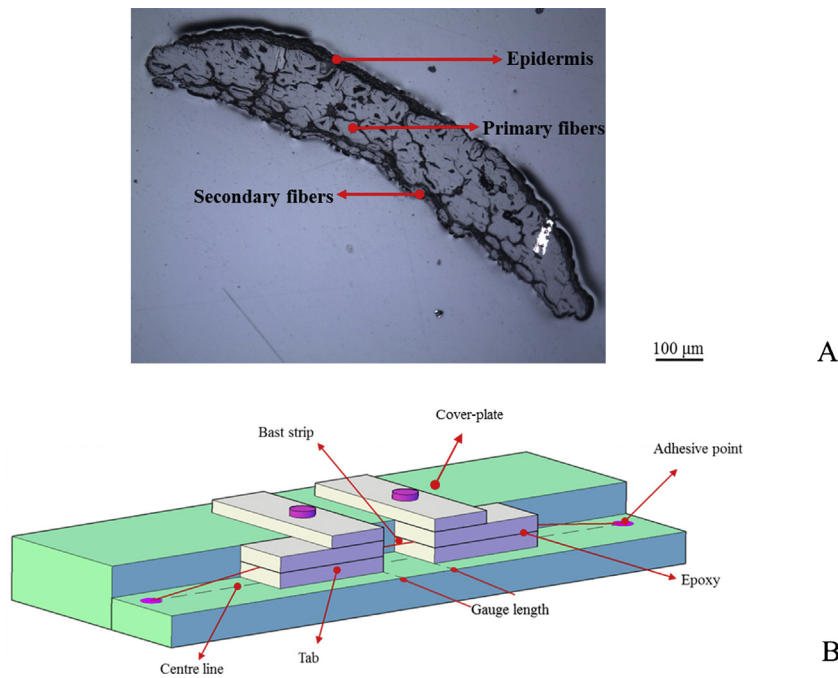 Epidermis
Primary fibers
Secondary fibers
100 μm
A
Cover-plate
Bast strip
Adhesive point
Epoxy
Gauge length
Tab
Centre line
B